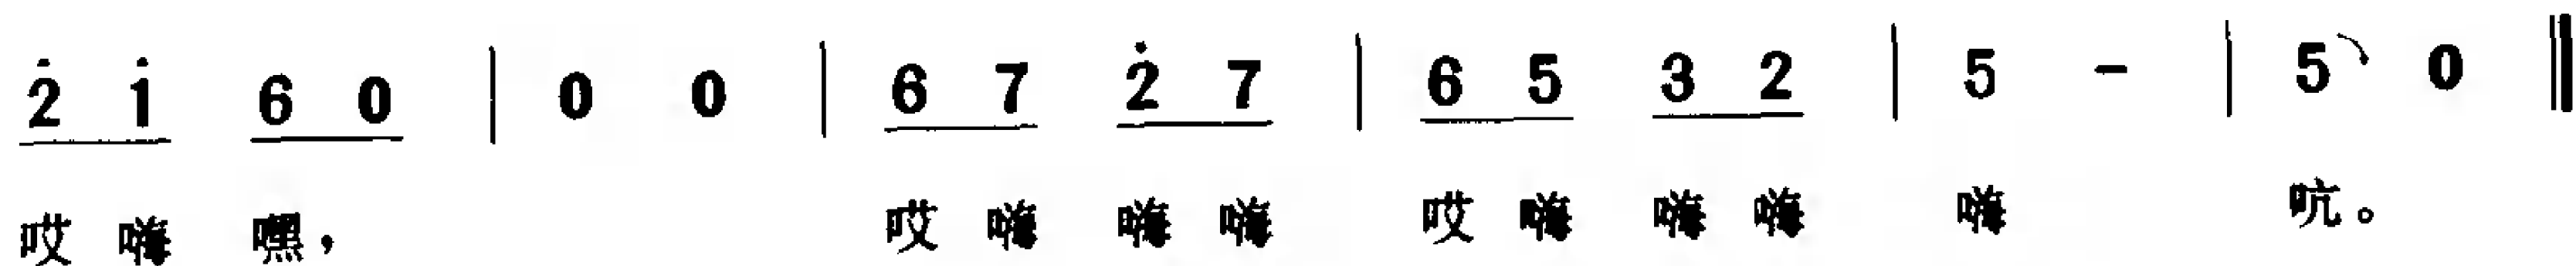 2̇ 1̇ 6 0 | 0 0 | 6 7 2̇ 7 | 6 5 3 2 | 5 - | 5 0 ‖
哎 嗨 嘿， 哎 嗨 嗨 嗨 哎 嗨 嗨 嗨 嗨 吭。